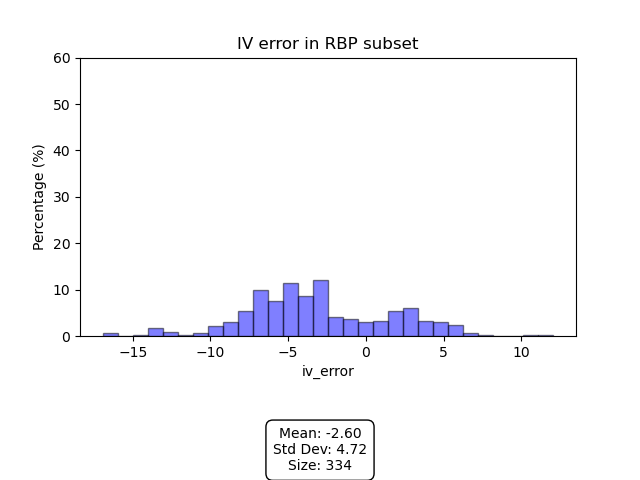 IV error in RBP subset
60
50
40
30
20
10
0
Percentage (%)
−15
−10
−5
0
5
10
iv_error
Mean: -2.60
Std Dev: 4.72
Size: 334